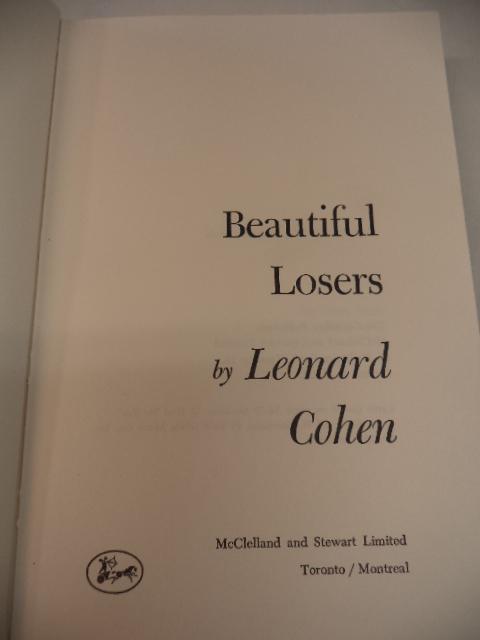 Beautiful
Losers
by Leonard
Cohen
McClelland and Stewart Limited
Toronto / Montreal